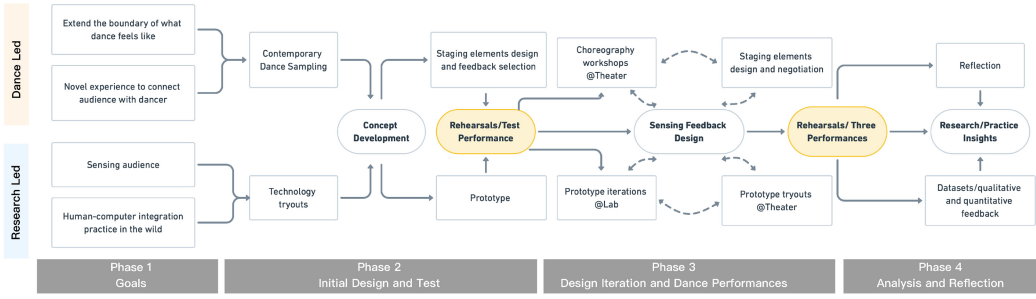 Dance Led
Research Led
Extend the boundary of what
dance feels like
Novel experience to connect
audience with dancer
Sensing audience
Human-computer integration
practice in the wild
Contemporary
Dance Sampling
Technology
tryouts
Concept
Development
Staging elements design
and feedback selection
Rehearsals/Test
Performance
Prototype
Choreography
workshops
@Theater
Prototype iterations
@Lab
Sensing Feedback
Design
Staging elements
design and negotiation
Prototype tryouts
@Theater
Rehearsals/ Three
Performances
Reflection
Research/Practice
Insights
Datasets/qualitative
and quantitative
feedback
Phase 1
Goals
Phase 2
Initial Design and Test
Phase 3
Design Iteration and Dance Performances
Phase 4
Analysis and Reflection